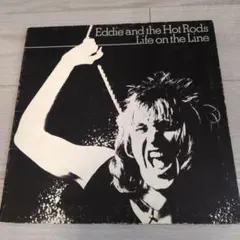 Eddie and the Hot Rods
Life on the Line